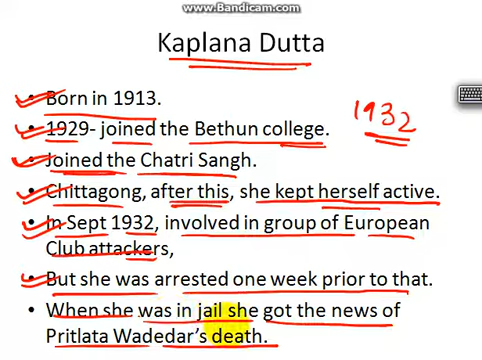 www.Bandicam.com
Kaplana Dutta
• Born in 1913.
• 1929- joined the Bethun college.
1932
• Joined the Chatri Sangh.
• Chittagong, after this, she kept herself active.
• In Sept 1932, involved in group of European
Club attackers,
• But she was arrested one week prior to that.
• When she was in jail she got the news of
Pritlata Wadedar's death.